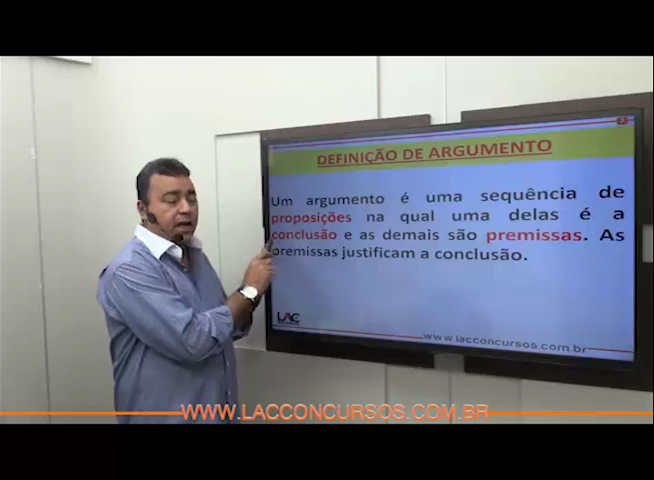 2
DEFINIÇÃO DE ARGUMENTO
Um argumento é uma sequência de
proposições na qual uma delas é a
conclusão e as demais são premissas. As
premissas justificam a conclusão.
LAC
www.lacconcursos.com.br
WWW.LACCONCURSOS.COM.BR